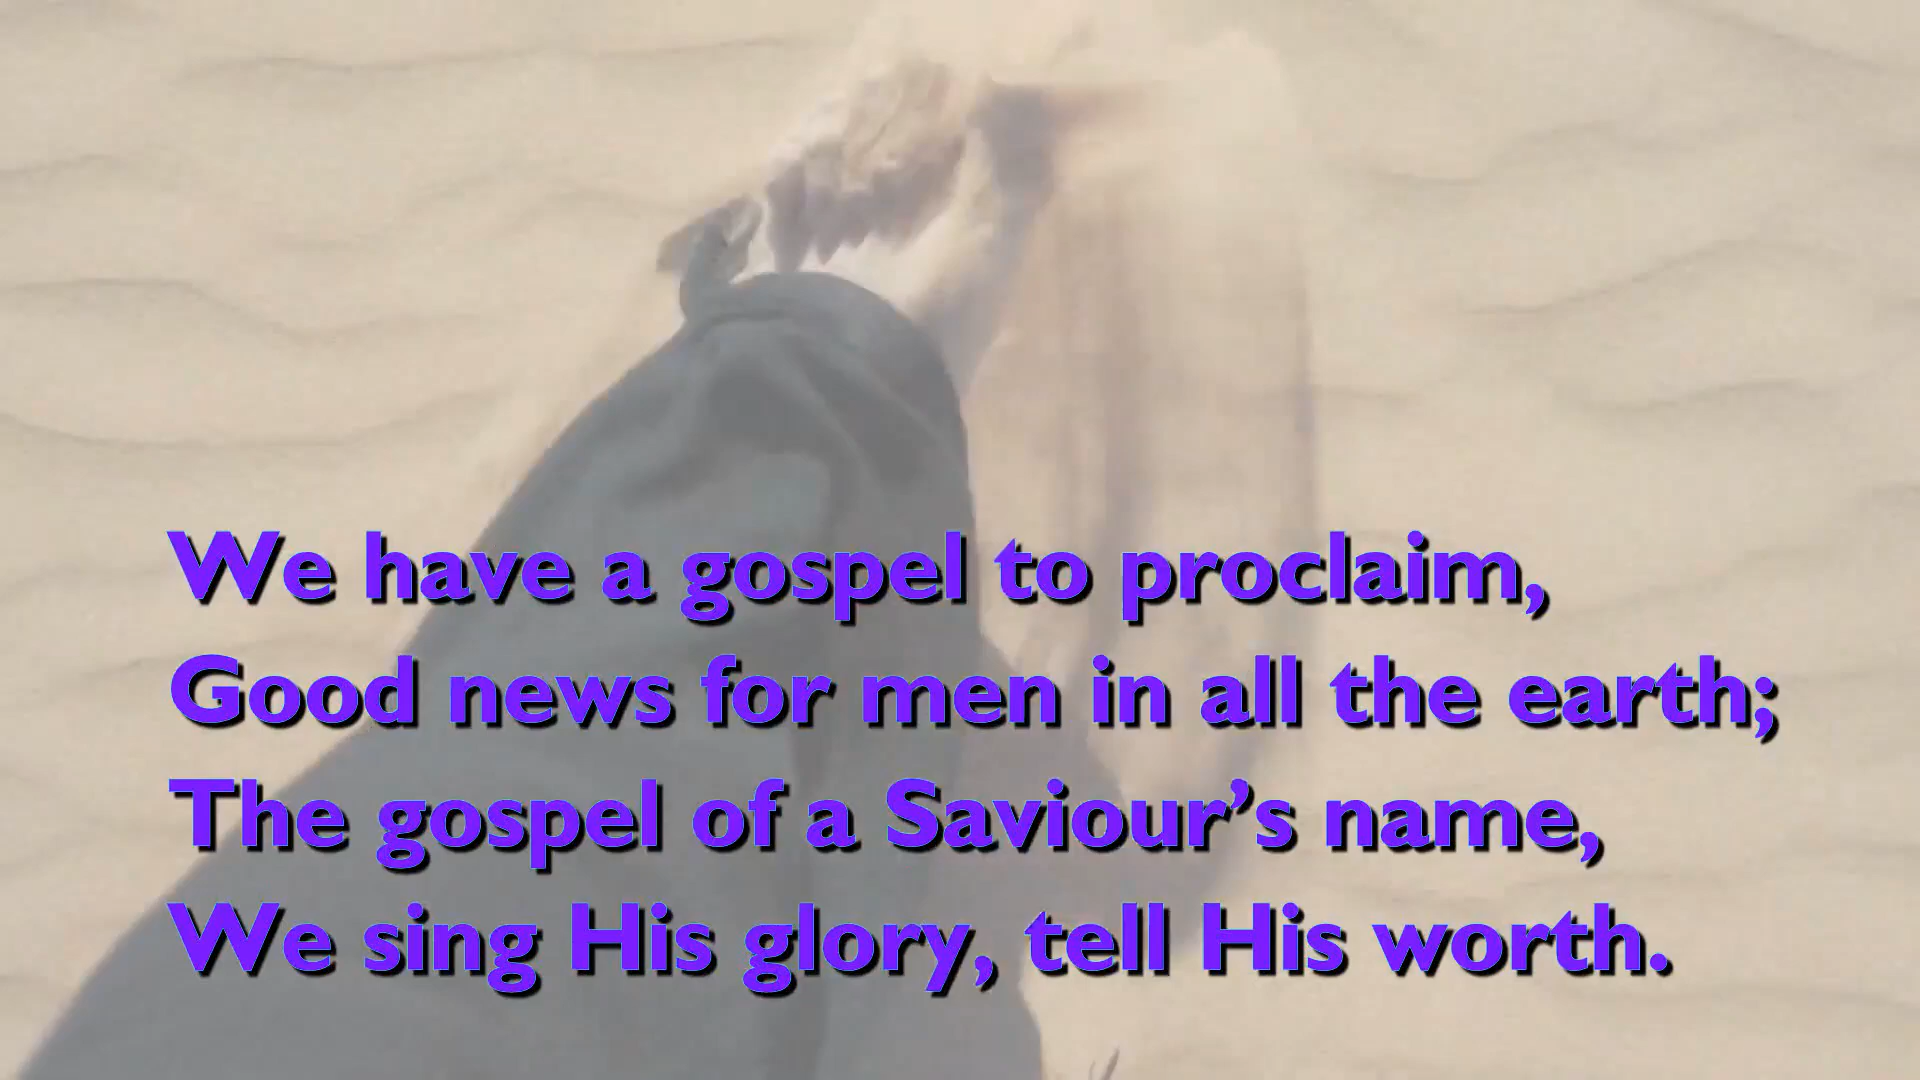 We have a gospel to proclaim,
Good news for men in all the earth;
The gospel of a Saviour’s name,
We sing His glory, tell His worth.